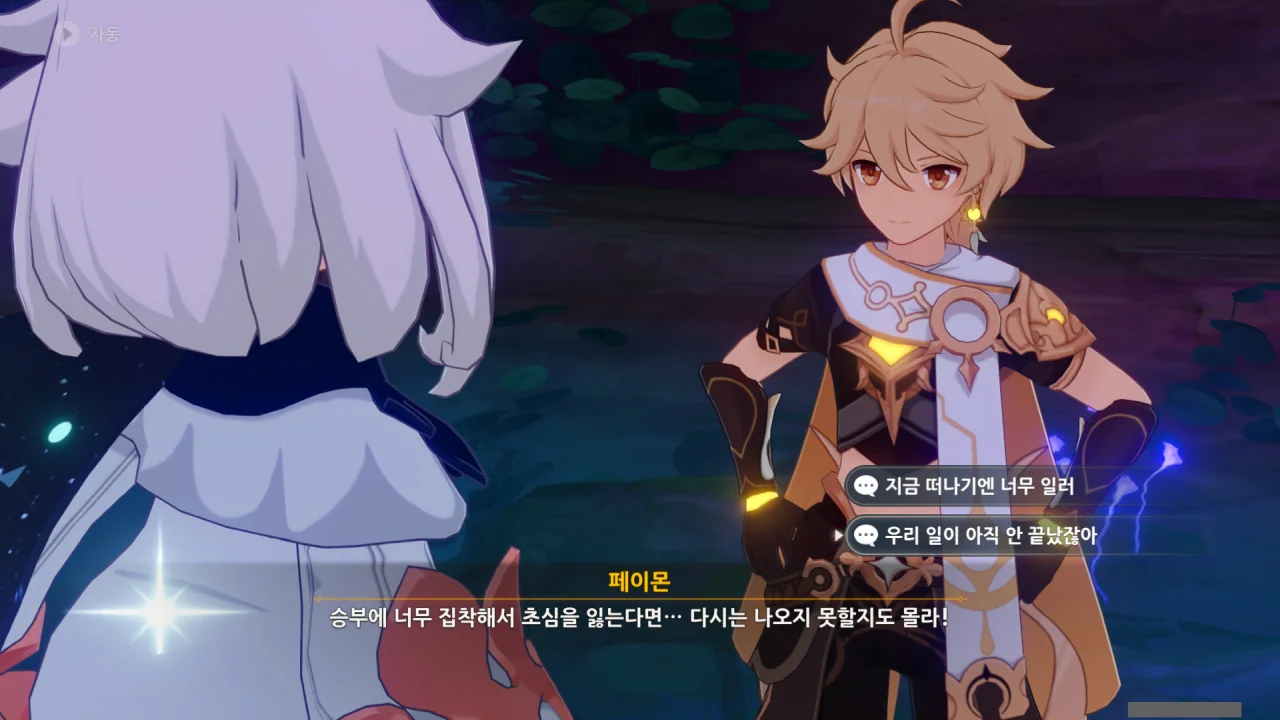 자동
지금 떠나기엔 너무 일러
우리 일이 아직 안 끝났잖아
페이몬
승부에 너무 집착해서 초심을 잃는다면… 다시는 나오지 못할지도 몰라!